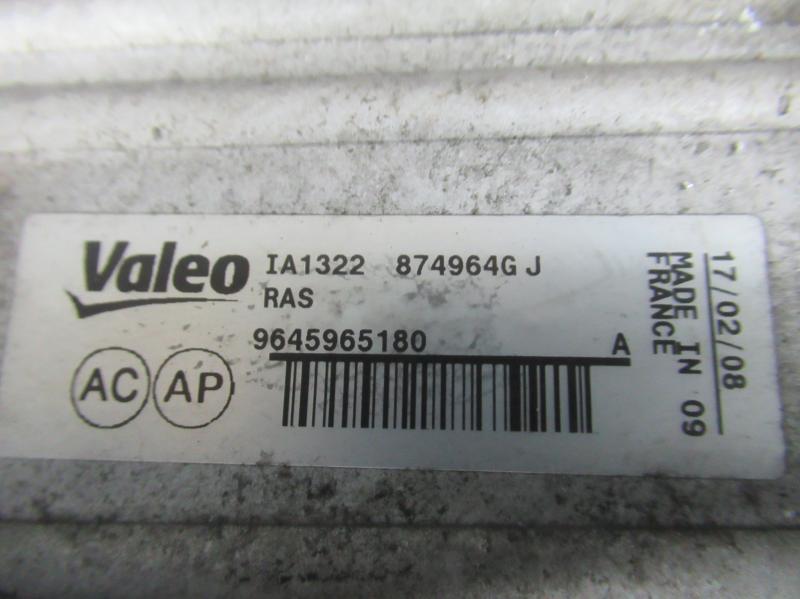 Valeo IA1322 874964G J
RAS
9645965180 A
AC AP
17/02/08
MADE IN 09
FRANCE